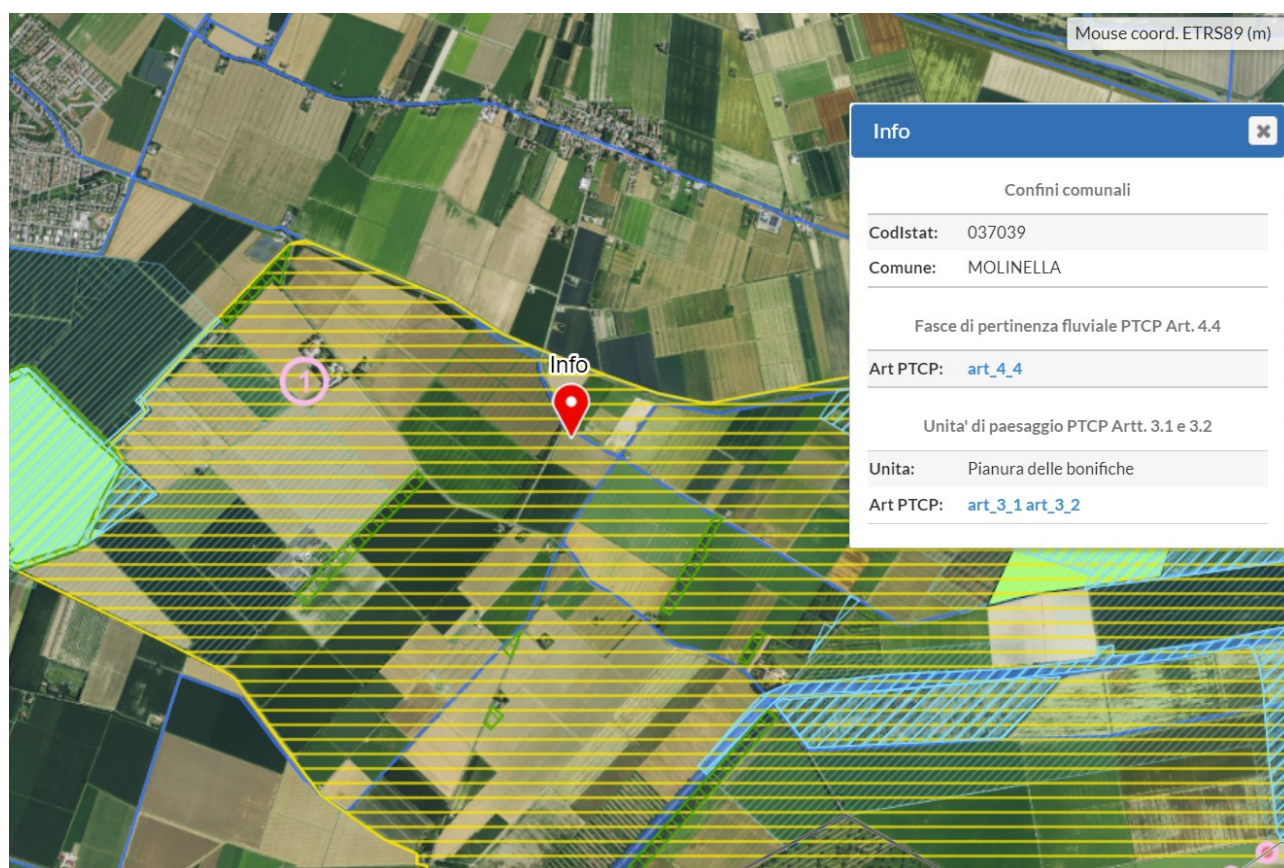 Mouse coord. ETRS89 (m)
Info
Confini comunali
CodIstat: 037039
Comune: MOLINELLA
Fasce di pertinenza fluviale PTCP Art. 4.4
Art PTCP: art_4_4
Unita' di paesaggio PTCP Artt. 3.1 e 3.2
Unita: Pianura delle bonifiche
Art PTCP: art_3_1 art_3_2
Info
1